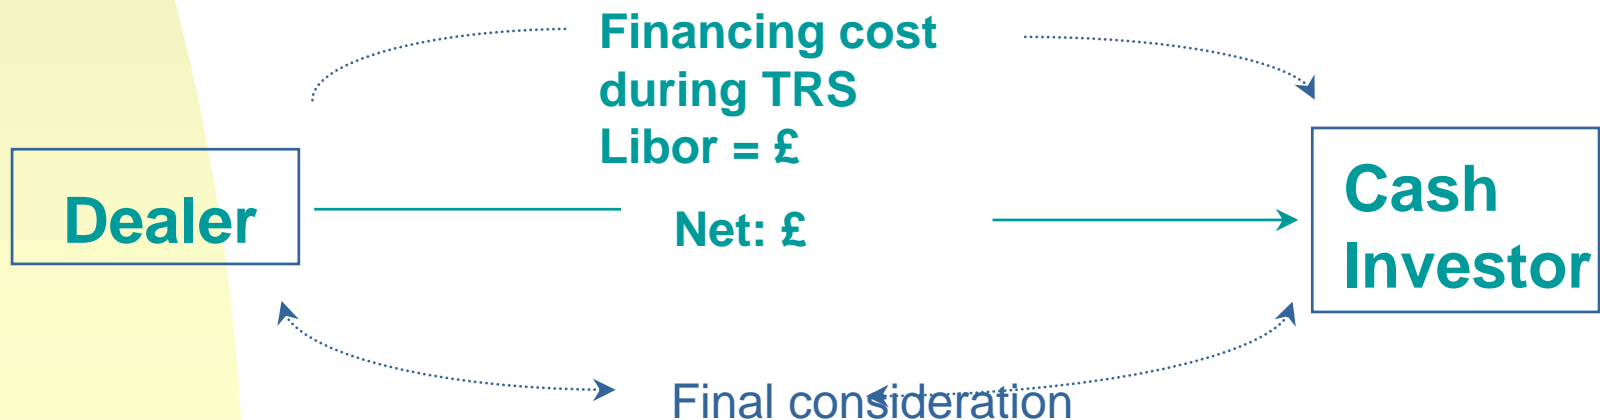 Financing cost
during TRS
Libor = £
Dealer
Net: £
Cash
Investor
Final consideration